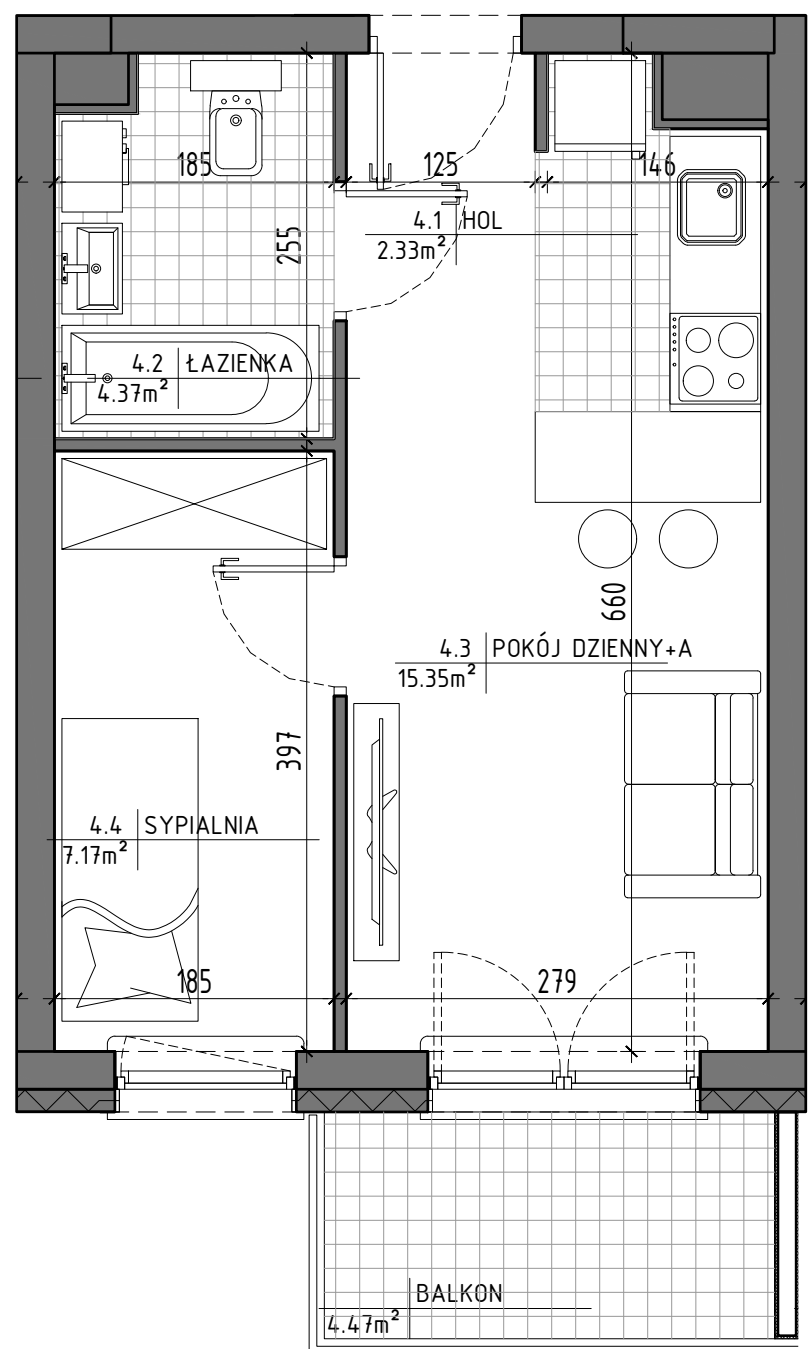 185
125
146
4.1 HOL
2.33m²
255
4.2 ŁAZIENKA
4.37m²
660
4.3 POKÓJ DZIENNY+A
15.35m²
397
4.4 SYPIALNIA
7.17m²
185
279
BALKON
4.47m²